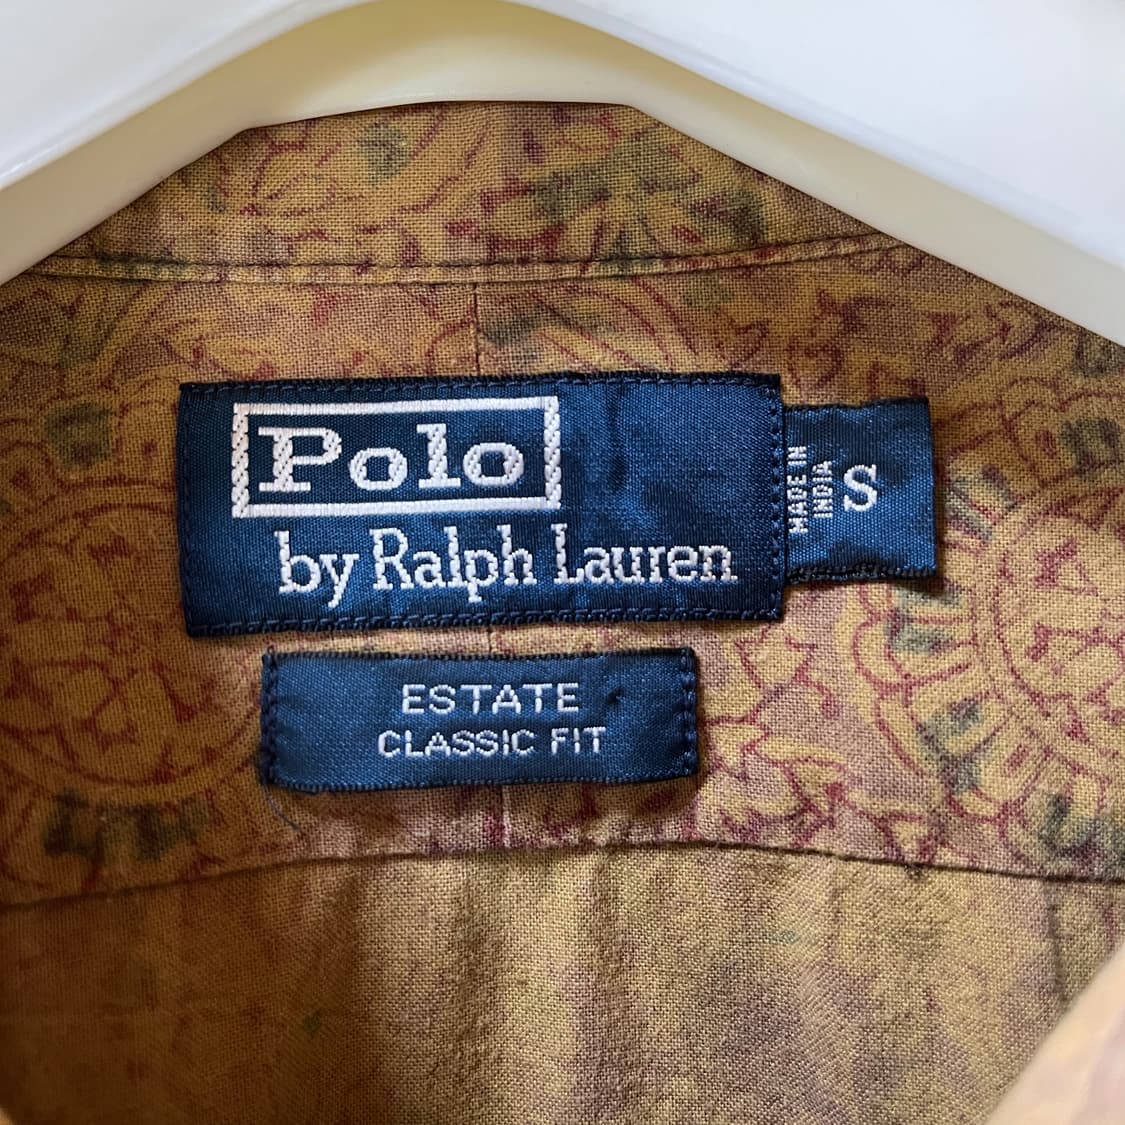 Polo
by Ralph Lauren
MADE IN
INDIA
S
ESTATE
CLASSIC FIT